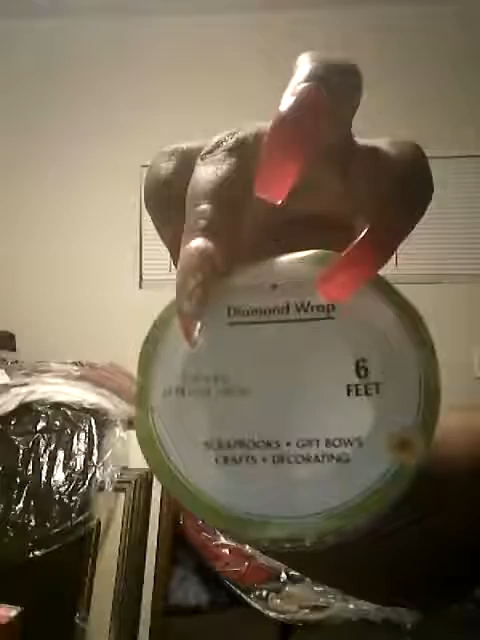 Diamond Wrap
6
FEET
SCRAPBOOKS • GIFT BOWS
CRAFTS • DECORATING